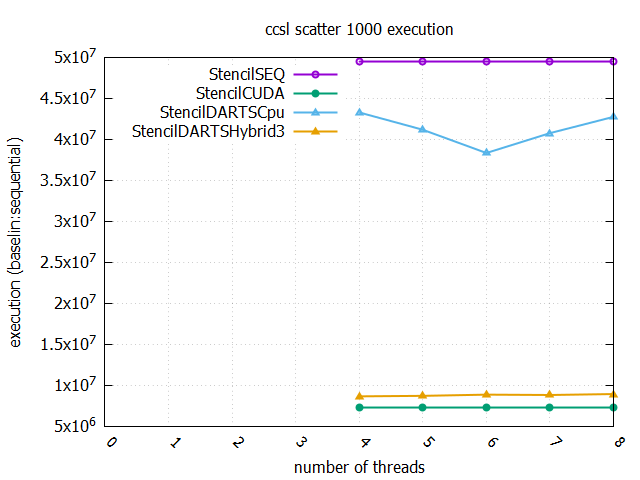 ccsl scatter 1000 execution
5x10^7
4.5x10^7
4x10^7
3.5x10^7
3x10^7
2.5x10^7
2x10^7
1.5x10^7
1x10^7
5x10^6
execution (baselin:sequential)
StencilSEQ
StencilCUDA
StencilDARTSCpu
StencilDARTSHybrid3
0 1 2 3 4 5 6 7 8
number of threads